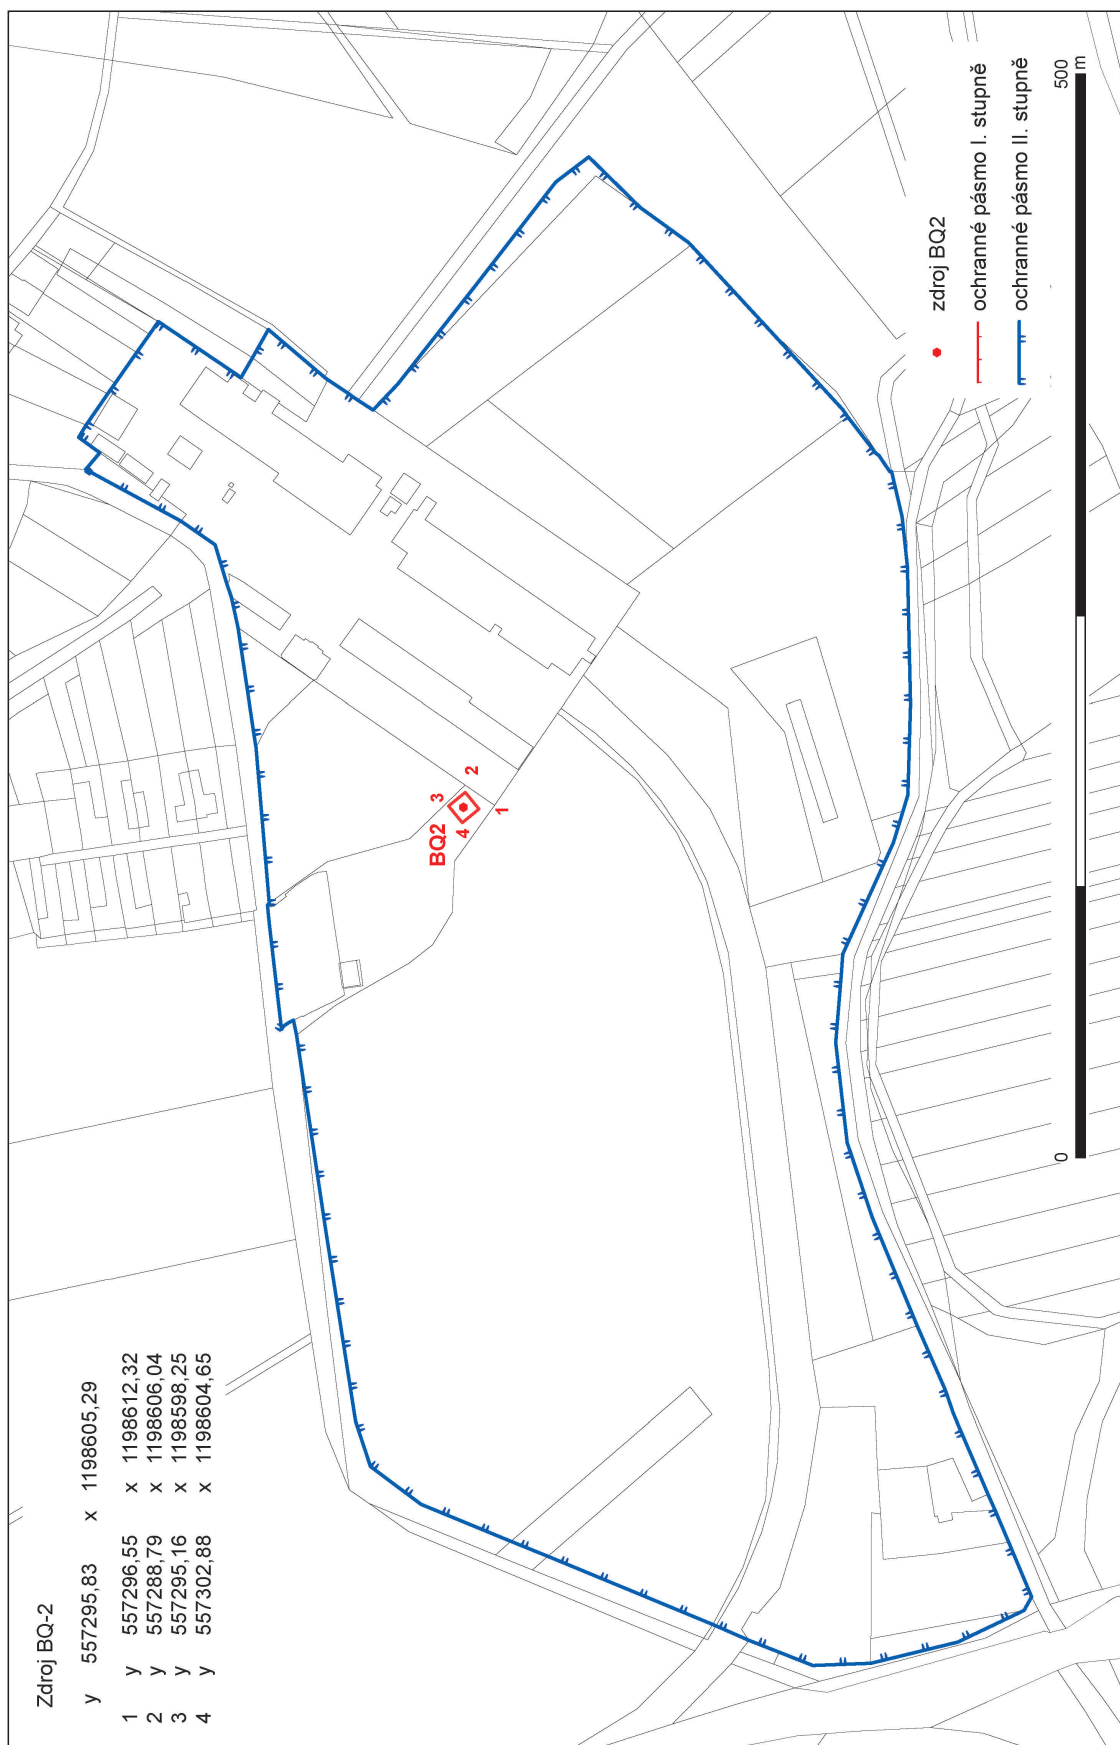 Zdroj BQ-2
y 557295,83 x 1198605,29
1 y 557296,55 x 1198612,32
2 y 557288,79 x 1198606,04
3 y 557295,16 x 1198598,25
4 y 557302,88 x 1198604,65
BQ2
3
2
4
1
zdroj BQ2
ochranné pásmo I. stupně
ochranné pásmo II. stupně
0
500
m